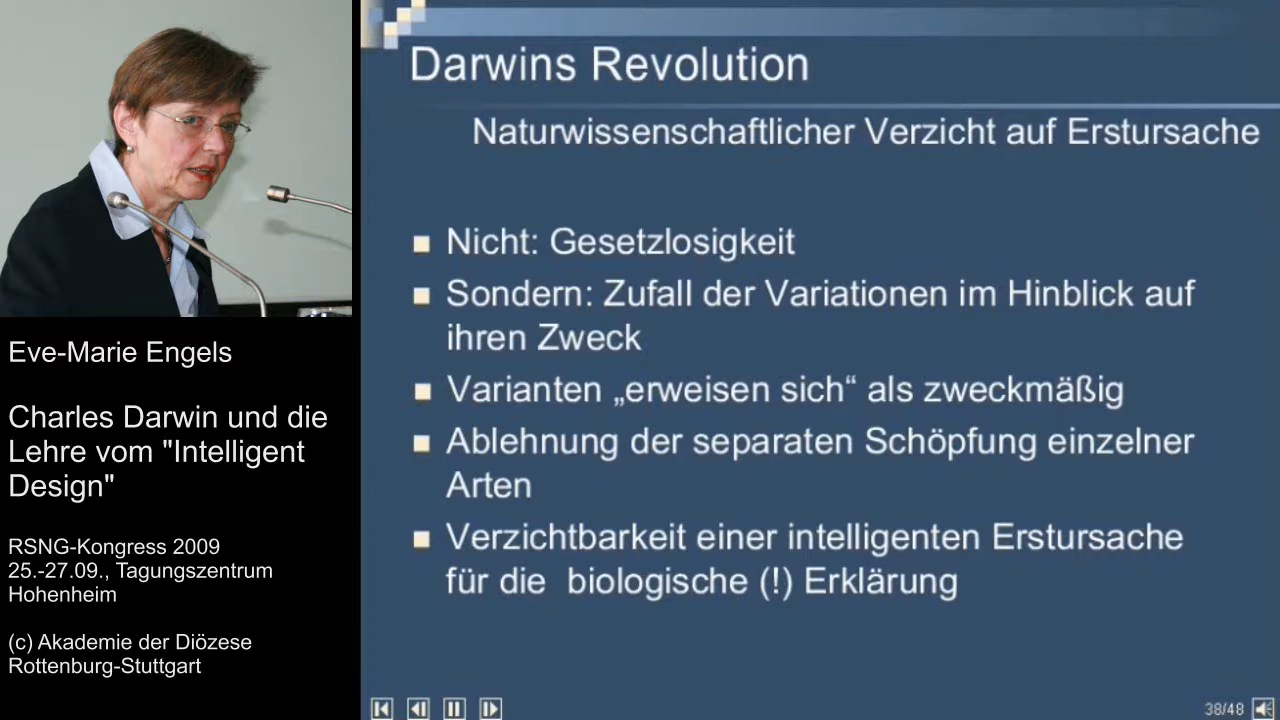 Eve-Marie Engels
Charles Darwin und die
Lehre vom "Intelligent
Design"
RSNG-Kongress 2009
25.-27.09., Tagungszentrum
Hohenheim
(c) Akademie der Diözese
Rottenburg-Stuttgart
Darwins Revolution
Naturwissenschaftlicher Verzicht auf Erstursache
Nicht: Gesetzlosigkeit
Sondern: Zufall der Variationen im Hinblick auf
ihren Zweck
Varianten „erweisen sich“ als zweckmäßig
Ablehnung der separaten Schöpfung einzelner
Arten
Verzichtbarkeit einer intelligenten Erstursache
für die  biologische (!) Erklärung
38/48